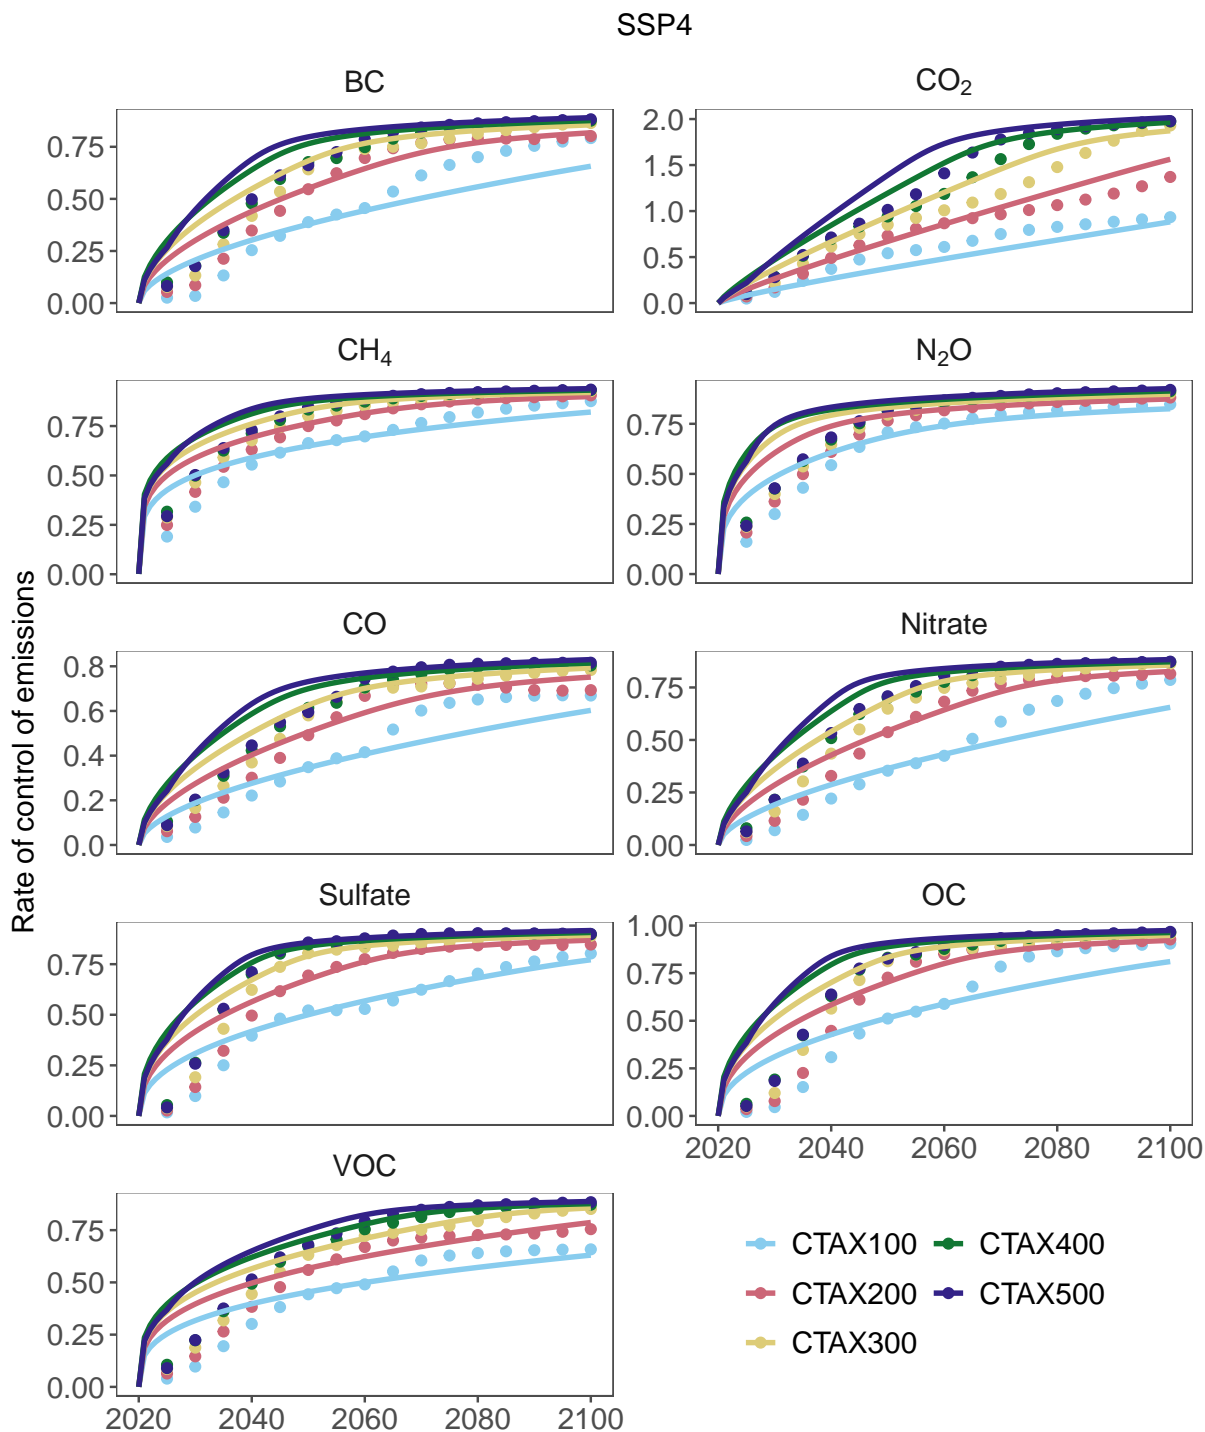 SSP4
BC
CO₂
0.75
0.50
0.25
0.00
2.0
1.5
1.0
0.5
0.0
CH₄
N₂O
0.75
0.50
0.25
0.00
0.75
0.50
0.25
0.00
Rate of control of emissions
CO
Nitrate
0.8
0.6
0.4
0.2
0.0
0.75
0.50
0.25
0.00
Sulfate
OC
0.75
0.50
0.25
0.00
1.00
0.75
0.50
0.25
0.00
2020 2040 2060 2080 2100
VOC
0.75
0.50
0.25
0.00
2020 2040 2060 2080 2100
CTAX100 CTAX400
CTAX200 CTAX500
CTAX300